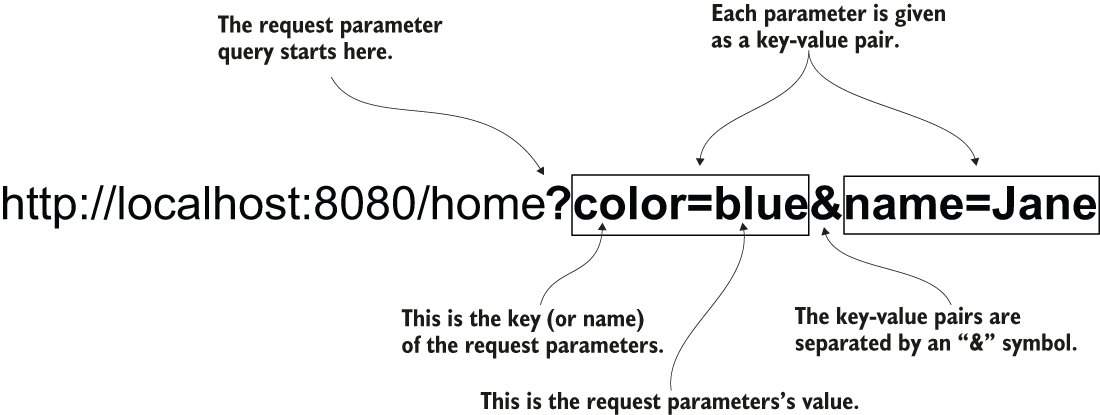 The request parameter
query starts here.
Each parameter is given
as a key-value pair.
http://localhost:8080/home?color=blue&name=Jane
This is the key (or name)
of the request parameters.
The key-value pairs are
separated by an “&” symbol.
This is the request parameters's value.